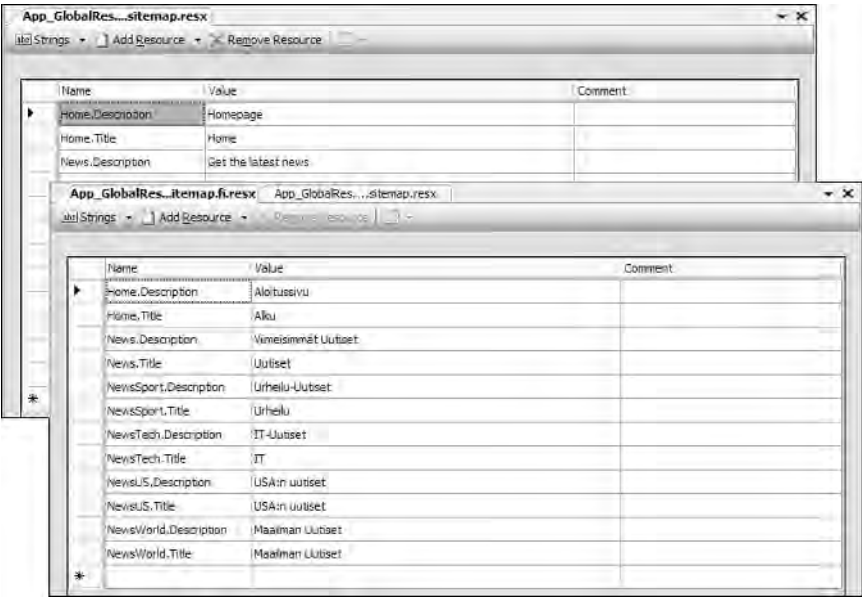 App_GlobalRes....sitemap.resx
Strings Add Resource Remove Resource
Name Value Comment
Home.Description Homepage
Home.Title Home
News.Description Get the latest news
App_GlobalRes...itemap.fi.resx App_GlobalRes....sitemap.resx
Strings Add Resource Remove Resource
Name Value Comment
Home.Description Aloitussivu
Home.Title Alku
News.Description Viimeisimmät Uutiset
News.Title Uutiset
NewsSport.Description Urheilu-Uutiset
NewsSport.Title Urheilu
NewsTech.Description IT-Uutiset
NewsTech.Title IT
NewsUS.Description USA:n uutiset
NewsUS.Title USA:n uutiset
NewsWorld.Description Maailman Uutiset
NewsWorld.Title Maailman Uutiset